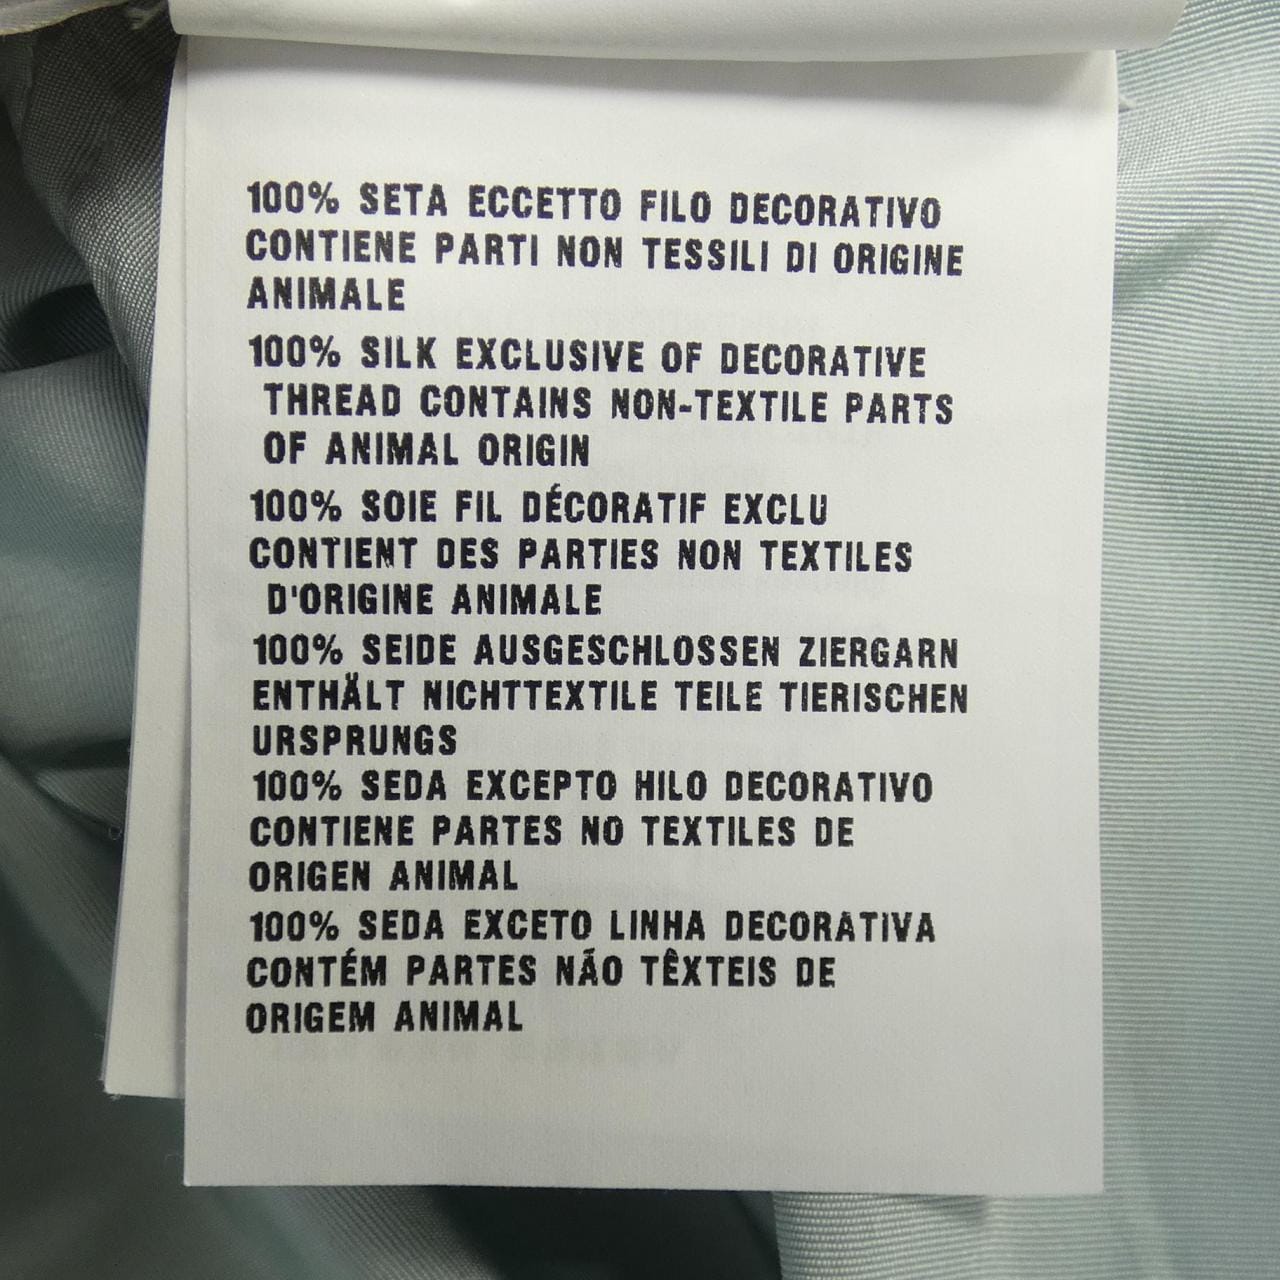 100% SETA ECCETTO FILO DECORATIVO
CONTIENE PARTI NON TESSILI DI ORIGINE
ANIMALE
100% SILK EXCLUSIVE OF DECORATIVE
THREAD CONTAINS NON-TEXTILE PARTS
OF ANIMAL ORIGIN
100% SOIE FIL DÉCORATIF EXCLU
CONTIENT DES PARTIES NON TEXTILES
D'ORIGINE ANIMALE
100% SEIDE AUSGESCHLOSSEN ZIERGARN
ENTHÄLT NICHTTEXTILE TEILE TIERISCHEN
URSPRUNGS
100% SEDA EXCEPTO HILO DECORATIVO
CONTIENE PARTES NO TEXTILES DE
ORIGEN ANIMAL
100% SEDA EXCETO LINHA DECORATIVA
CONTÉM PARTES NÃO TÊXTEIS DE
ORIGEM ANIMAL